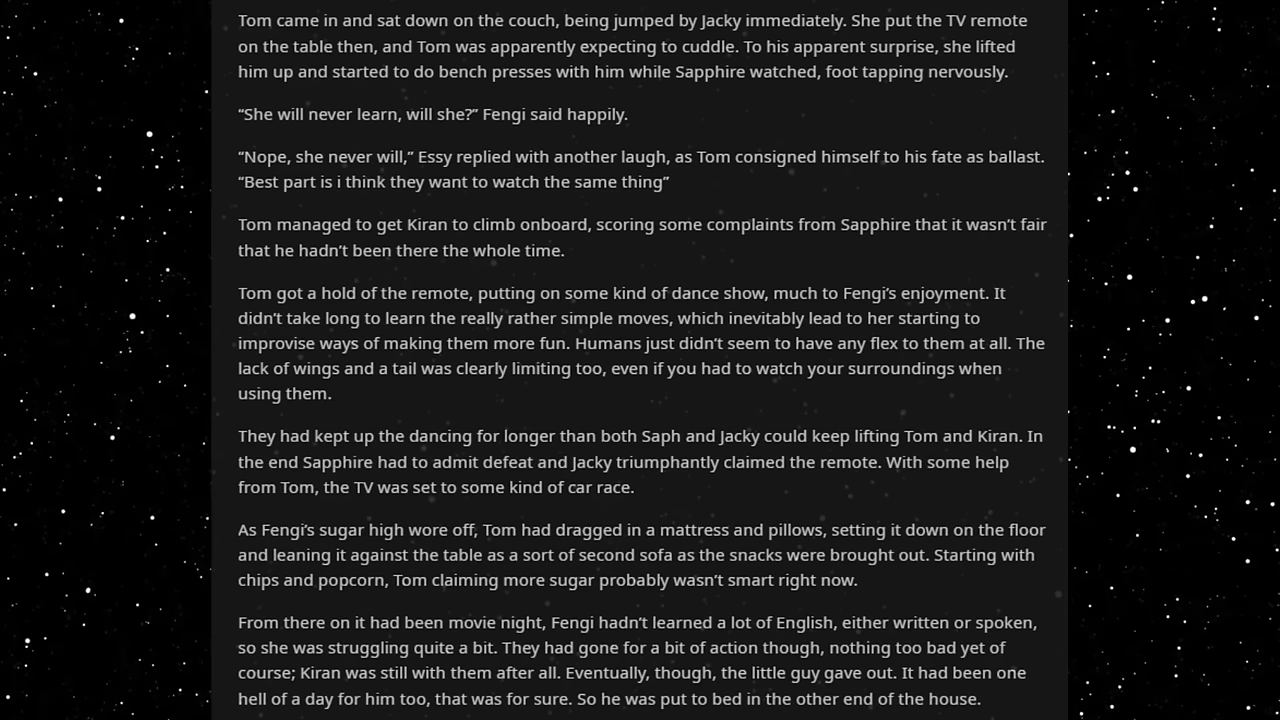 Tom came in and sat down on the couch, being jumped by Jacky immediately. She put the TV remote
on the table then, and Tom was apparently expecting to cuddle. To his apparent surprise, she lifted
him up and started to do bench presses with him while Sapphire watched, foot tapping nervously.
“She will never learn, will she?” Fengi said happily.
“Nope, she never will,” Essy replied with another laugh, as Tom consigned himself to his fate as ballast.
“Best part is i think they want to watch the same thing”
Tom managed to get Kiran to climb onboard, scoring some complaints from Sapphire that it wasn’t fair
that he hadn’t been there the whole time.
Tom got a hold of the remote, putting on some kind of dance show, much to Fengi’s enjoyment. It
didn’t take long to learn the really rather simple moves, which inevitably lead to her starting to
improvise ways of making them more fun. Humans just didn’t seem to have any flex to them at all. The
lack of wings and a tail was clearly limiting too, even if you had to watch your surroundings when
using them.
They had kept up the dancing for longer than both Saph and Jacky could keep lifting Tom and Kiran. In
the end Sapphire had to admit defeat and Jacky triumphantly claimed the remote. With some help
from Tom, the TV was set to some kind of car race.
As Fengi’s sugar high wore off, Tom had dragged in a mattress and pillows, setting it down on the floor
and leaning it against the table as a sort of second sofa as the snacks were brought out. Starting with
chips and popcorn, Tom claiming more sugar probably wasn’t smart right now.
From there on it had been movie night, Fengi hadn’t learned a lot of English, either written or spoken,
so she was struggling quite a bit. They had gone for a bit of action though, nothing too bad yet of
course; Kiran was still with them after all. Eventually, though, the little guy gave out. It had been one
hell of a day for him too, that was for sure. So he was put to bed in the other end of the house.